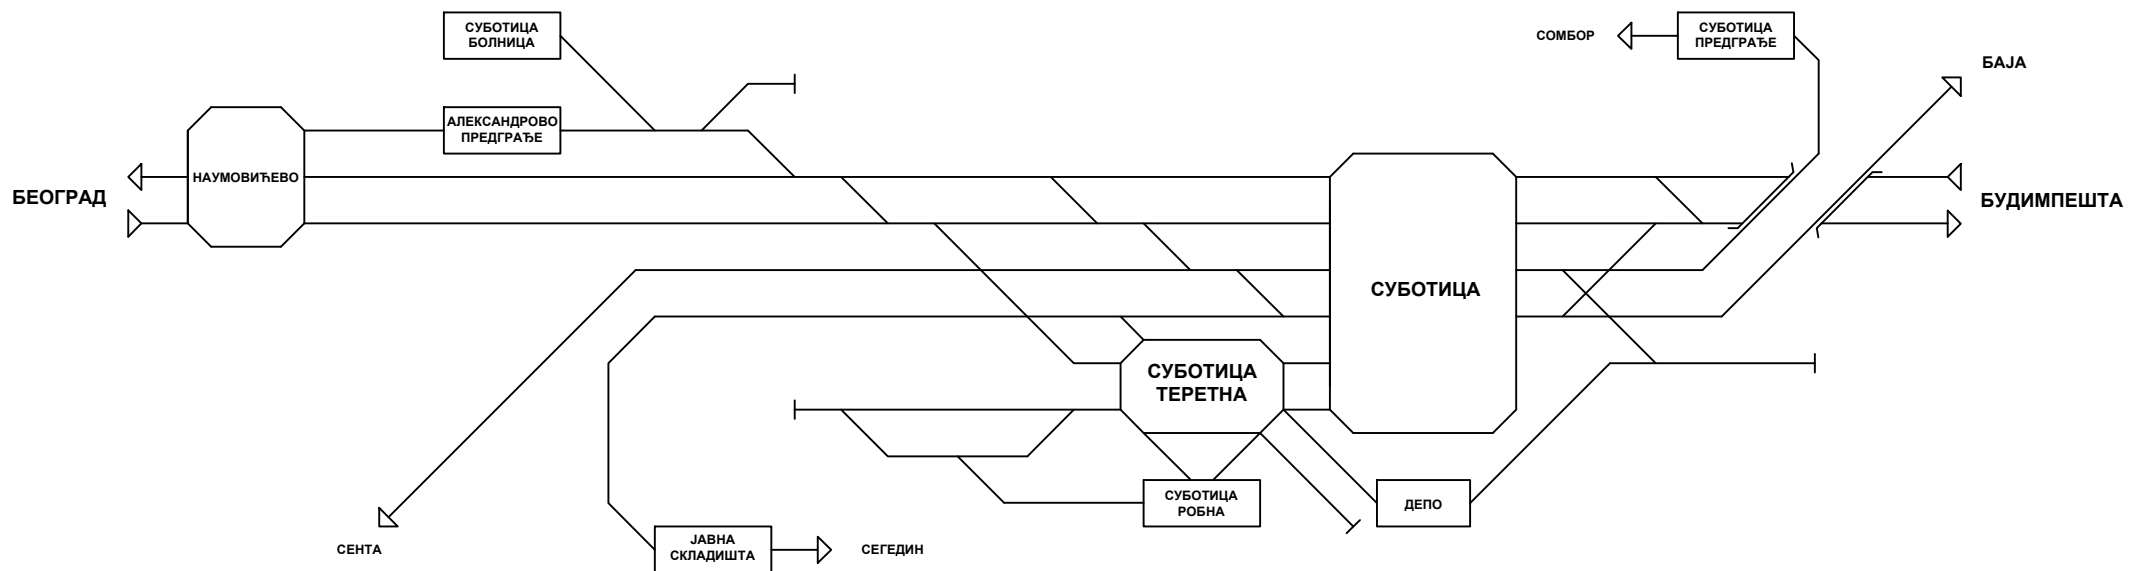 СУБОТИЦА
БОЛНИЦА
СОМБОР
СУБОТИЦА
ПРЕДГРАЂЕ
БАЈА
АЛЕКСАНДРОВО
ПРЕДГРАЂЕ
НАУМОВИЋЕВО
БЕОГРАД
БУДИМПЕШТА
СУБОТИЦА
СУБОТИЦА
ТЕРЕТНА
СУБОТИЦА
РОБНА
ДЕПО
СЕНТА
ЈАВНА
СКЛАДИШТА
СЕГЕДИН